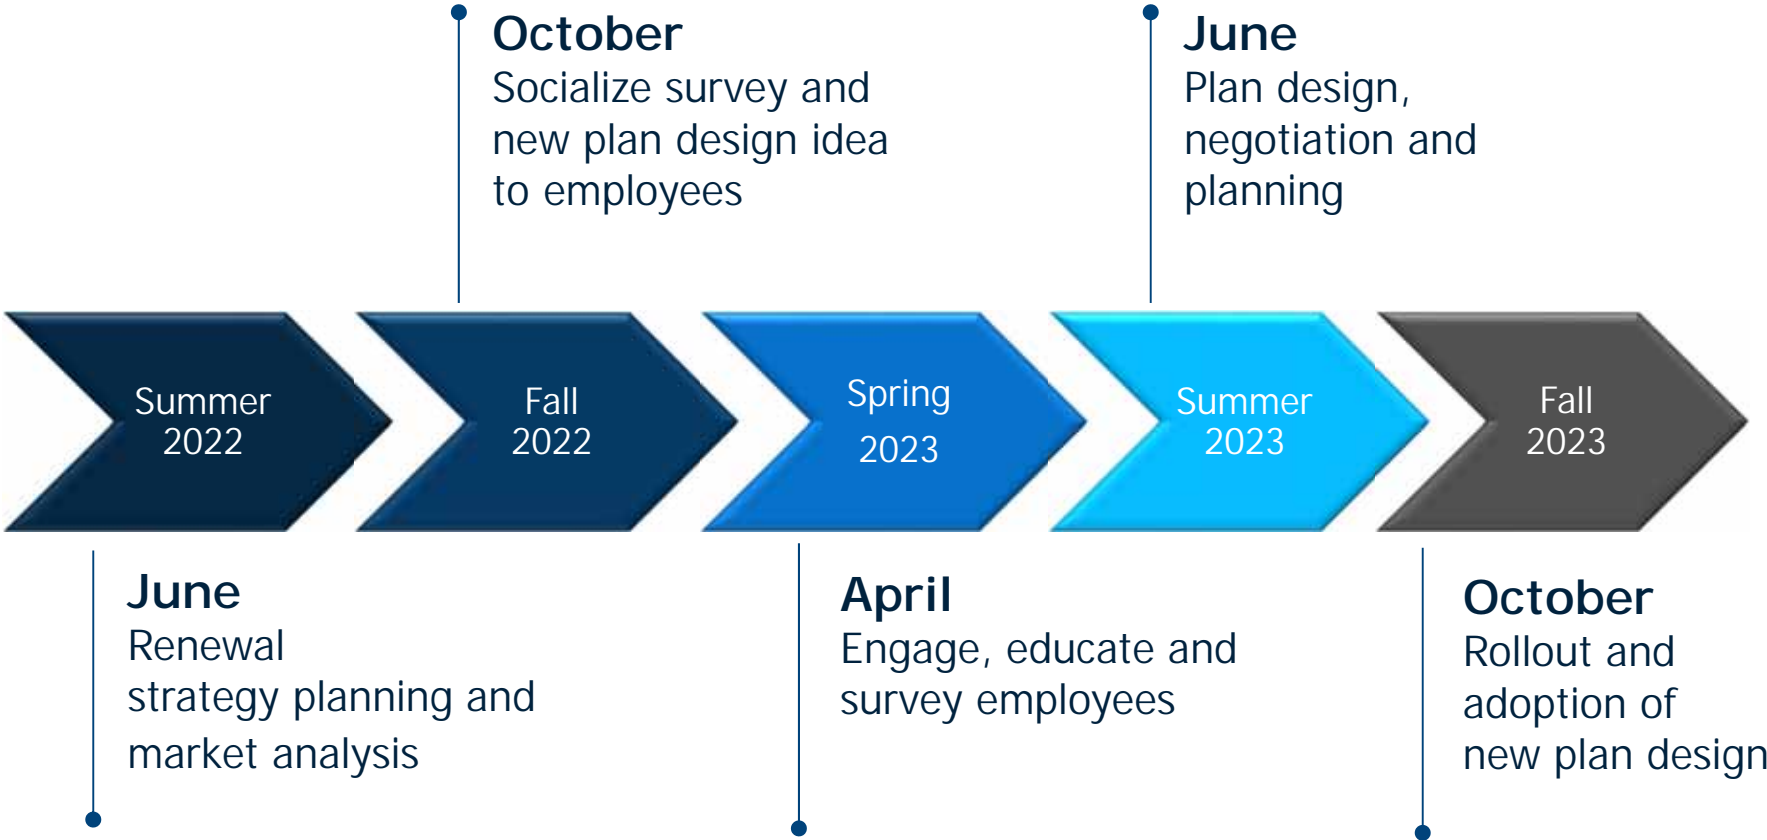 October
Socialize survey and
new plan design idea
to employees
June
Plan design,
negotiation and
planning
Summer
2022
Fall
2022
Spring
2023
Summer
2023
Fall
2023
June
Renewal
strategy planning and
market analysis
April
Engage, educate and
survey employees
October
Rollout and
adoption of
new plan design